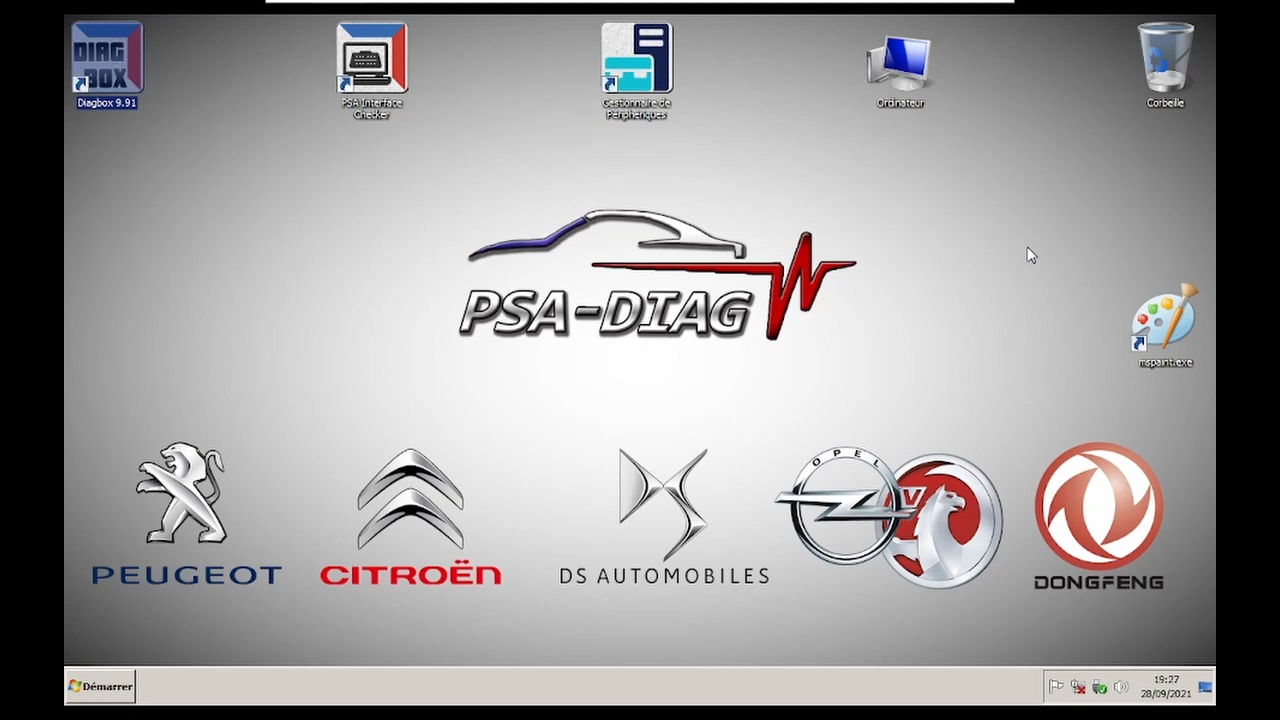 DIAG
BOX
Diagbox 9.91
PSA Interface
Checker
Gestionnaire de
Périphériques
Ordinateur
Corbeille
PSA-DIAG
mspaint.exe
OPEL
V
PEUGEOT
CITROËN
DS AUTOMOBILES
DONGFENG
Démarrer
19:27
28/09/2021